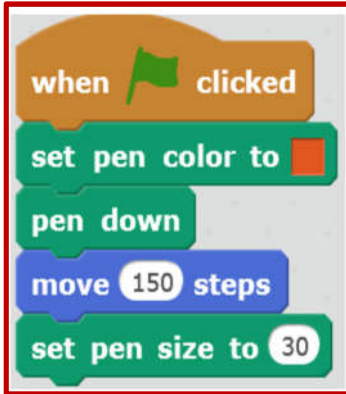 when clicked
set pen color to
pen down
move 150 steps
set pen size to 30